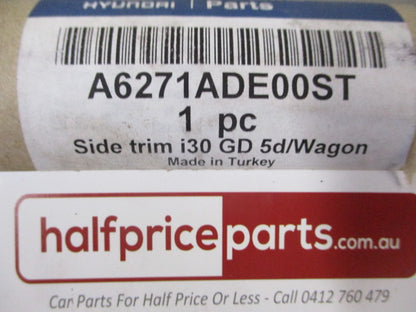 HYUNDAI | Parts
A6271ADE00ST
1 pc
Side trim i30 GD 5d/Wagon
Made in Turkey
halfpriceparts.com.au
Car Parts For Half Price Or Less - Call 0412 760 479